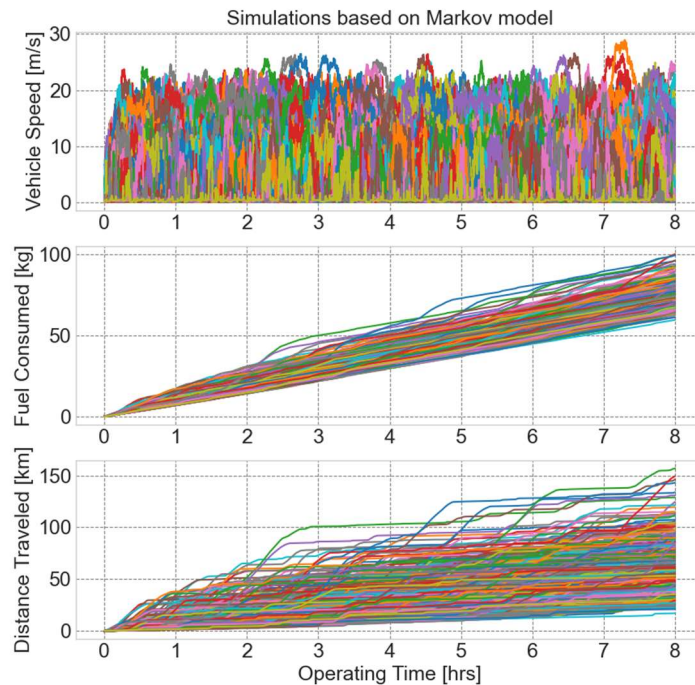 Simulations based on Markov model
Vehicle Speed [m/s]
30
20
10
0
0 1 2 3 4 5 6 7 8
Fuel Consumed [kg]
100
50
0
0 1 2 3 4 5 6 7 8
Distance Traveled [km]
150
100
50
0
0 1 2 3 4 5 6 7 8
Operating Time [hrs]